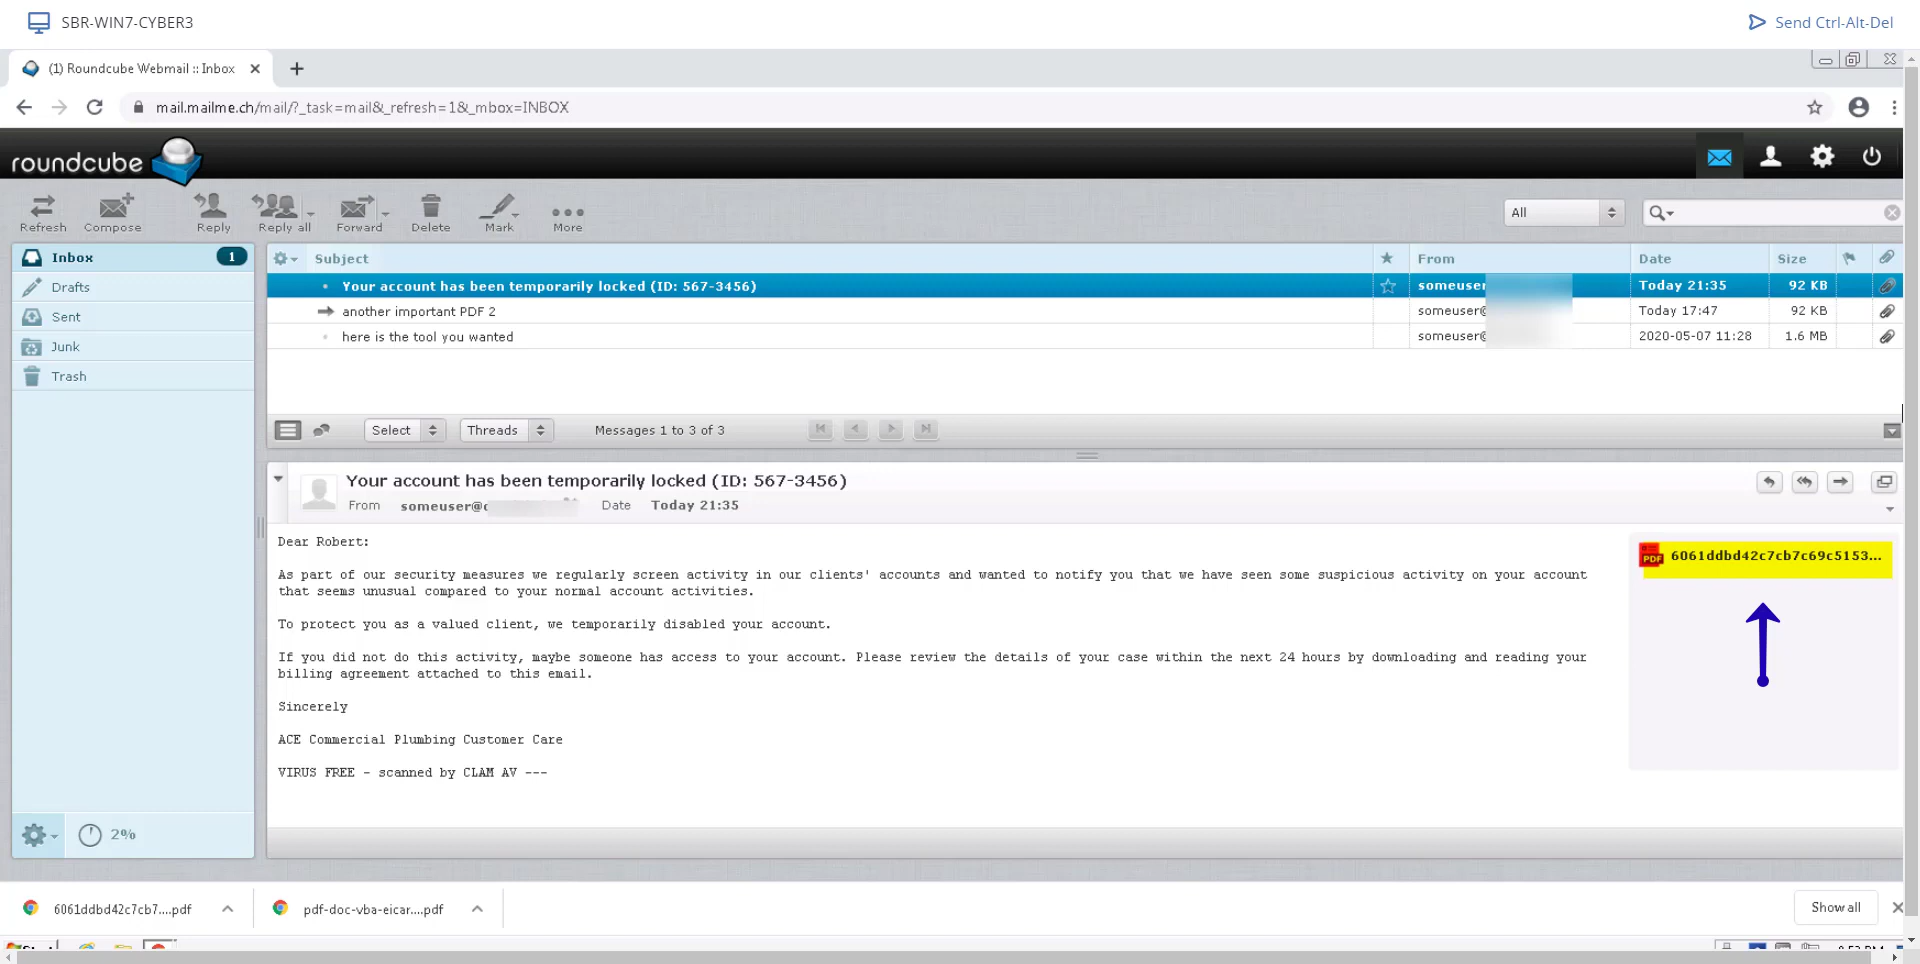 SBR-WIN7-CYBER3
Send Ctrl-Alt-Del
(1) Roundcube Webmail :: Inbox
mail.mailme.ch/mail/?_task=mail&_refresh=1&_mbox=INBOX
roundcube
Refresh
Compose
Reply
Reply all
Forward
Delete
Mark
More
All
Inbox
1
Drafts
Sent
Junk
Trash
Subject
From
Date
Size
Your account has been temporarily locked (ID: 567-3456)
someuser
Today 21:35
92 KB
another important PDF 2
someuser@
Today 17:47
92 KB
here is the tool you wanted
someuser@
2020-05-07 11:28
1.6 MB
Select
Threads
Messages 1 to 3 of 3
Your account has been temporarily locked (ID: 567-3456)
From
someuser@
Date
Today 21:35
Dear Robert:
As part of our security measures we regularly screen activity in our clients' accounts and wanted to notify you that we have seen some suspicious activity on your account
that seems unusual compared to your normal account activities.
To protect you as a valued client, we temporarily disabled your account.
If you did not do this activity, maybe someone has access to your account. Please review the details of your case within the next 24 hours by downloading and reading your
billing agreement attached to this email.
Sincerely
ACE Commercial Plumbing Customer Care
VIRUS FREE - scanned by CLAM AV ---
PDF
6061ddbd42c7cb7c69c5153...
2%
6061ddbd42c7cb7....pdf
pdf-doc-vba-eicar....pdf
Show all